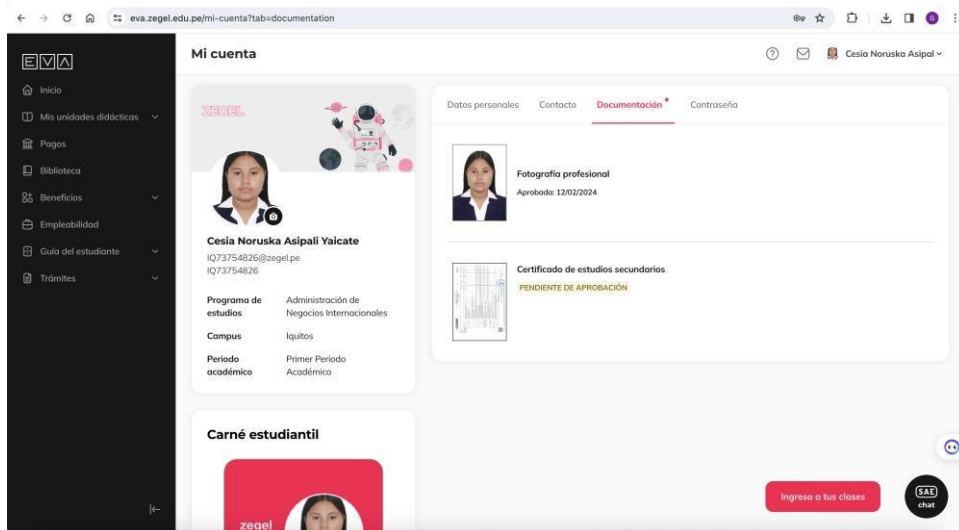 eva.zegel.edu.pe/mi-cuenta?tab=documentation
EVA
Mi cuenta
Cesia Noruska Asipal
Inicio
Mis unidades didácticas
Pagos
Biblioteca
Beneficios
Empleabilidad
Guía del estudiante
Trámites
ZEGEL
Cesia Noruska Asipali Yaicate
IQ73754826@zegel.pe
IQ73754826
Programa de estudios
Administración de
Negocios Internacionales
Campus
Iquitos
Periodo académico
Primer Periodo
Académico
Carné estudiantil
zegel
Datos personales
Contacto
Documentación
Contraseña
Fotografía profesional
Aprobada: 12/02/2024
Certificado de estudios secundarios
PENDIENTE DE APROBACIÓN
Ingresa a tus clases
SAE
chat